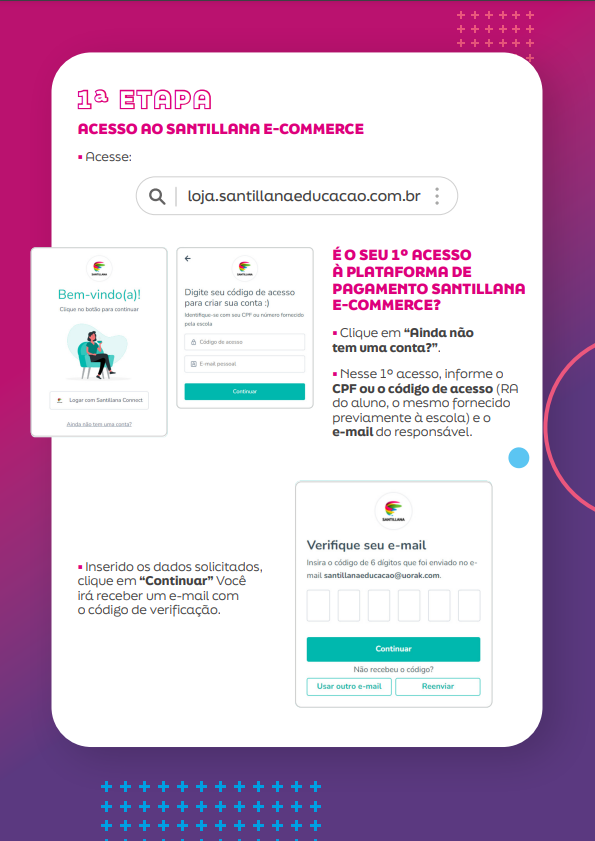 1ª ETAPA
ACESSO AO SANTILLANA E-COMMERCE
▪ Acesse:
loja.santillanaeducacao.com.br
SANTILLANA
Bem-vindo(a)!
Clique no botão para continuar
Logar com Santillana Connect
Ainda não tem uma conta?
SANTILLANA
Digite seu código de acesso
para criar sua conta :)
Identifique-se com seu CPF ou número fornecido
pela escola
Código de acesso
E-mail pessoal
Continuar
É O SEU 1º ACESSO
À PLATAFORMA DE
PAGAMENTO SANTILLANA
E-COMMERCE?
▪ Clique em “Ainda não
tem uma conta?”.
▪ Nesse 1º acesso, informe o
CPF ou o código de acesso (RA
do aluno, o mesmo fornecido
previamente à escola) e o
e-mail do responsável.
▪ Inserido os dados solicitados,
clique em “Continuar” Você
irá receber um e-mail com
o código de verificação.
SANTILLANA
Verifique seu e-mail
Insira o código de 6 dígitos que foi enviado no e-
mail santillanaeducacao@uorak.com.
Continuar
Não recebeu o código?
Usar outro e-mail
Reenviar